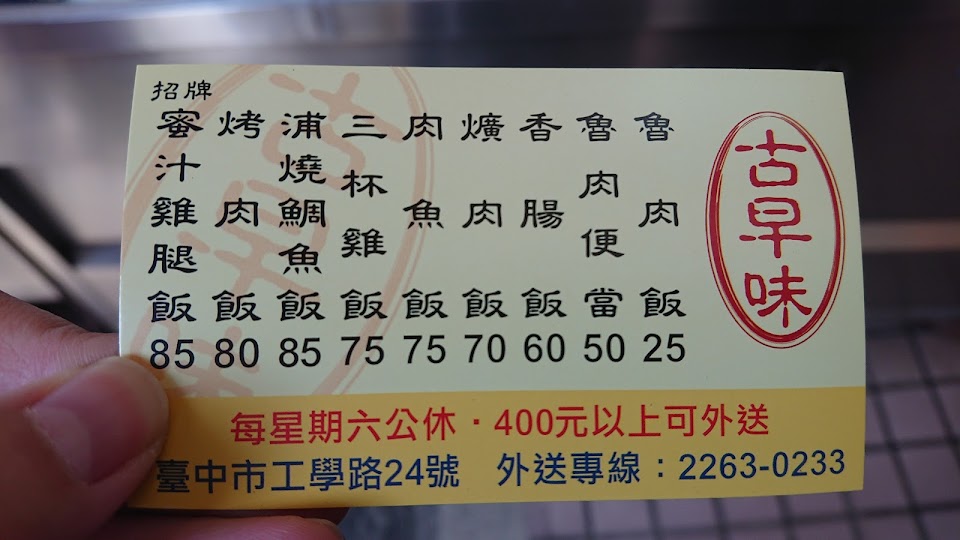 古早味
魯肉飯 25
魯肉便當 50
香腸飯 60
爌肉飯 70
肉魚飯 75
三杯雞飯 75
浦燒鯛魚飯 85
烤肉飯 80
招牌蜜汁雞腿飯 85
每星期六公休·400元以上可外送
臺中市工學路24號 外送專線:2263-0233